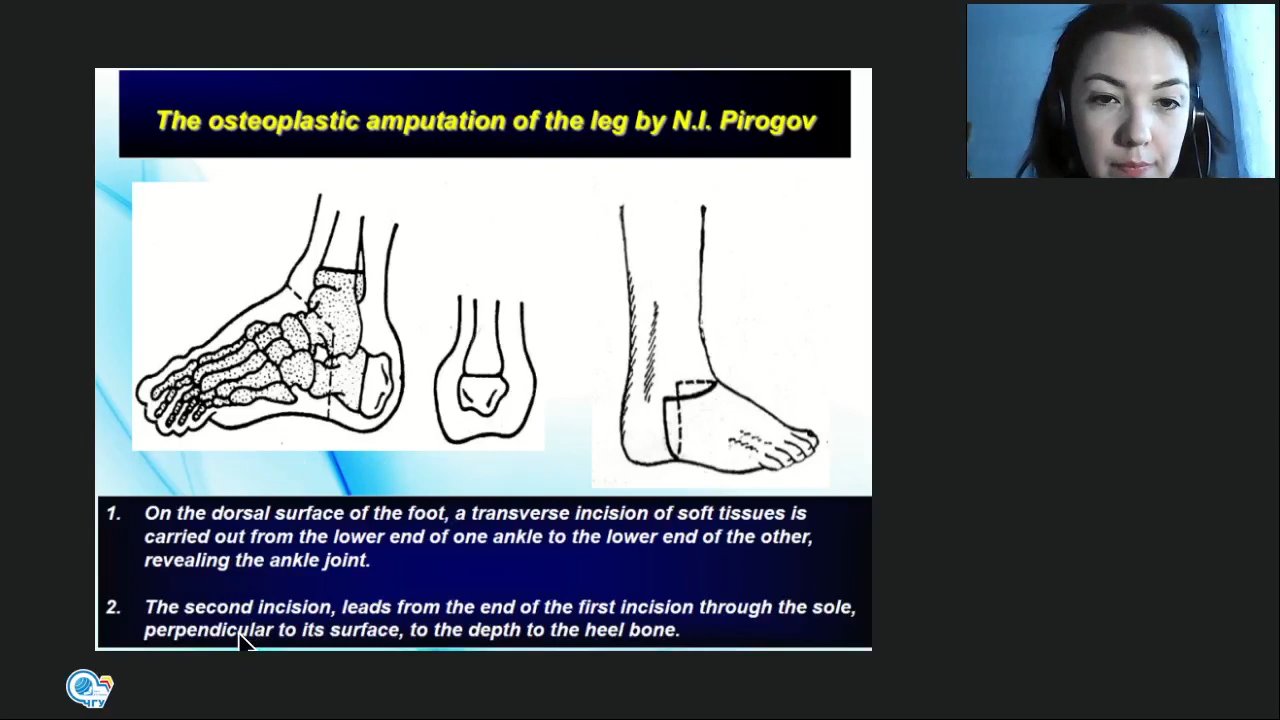 The osteoplastic amputation of the leg by N.I. Pirogov
1. On the dorsal surface of the foot, a transverse incision of soft tissues is
carried out from the lower end of one ankle to the lower end of the other,
revealing the ankle joint.
2. The second incision, leads from the end of the first incision through the sole,
perpendicular to its surface, to the depth to the heel bone.
ЧГУ